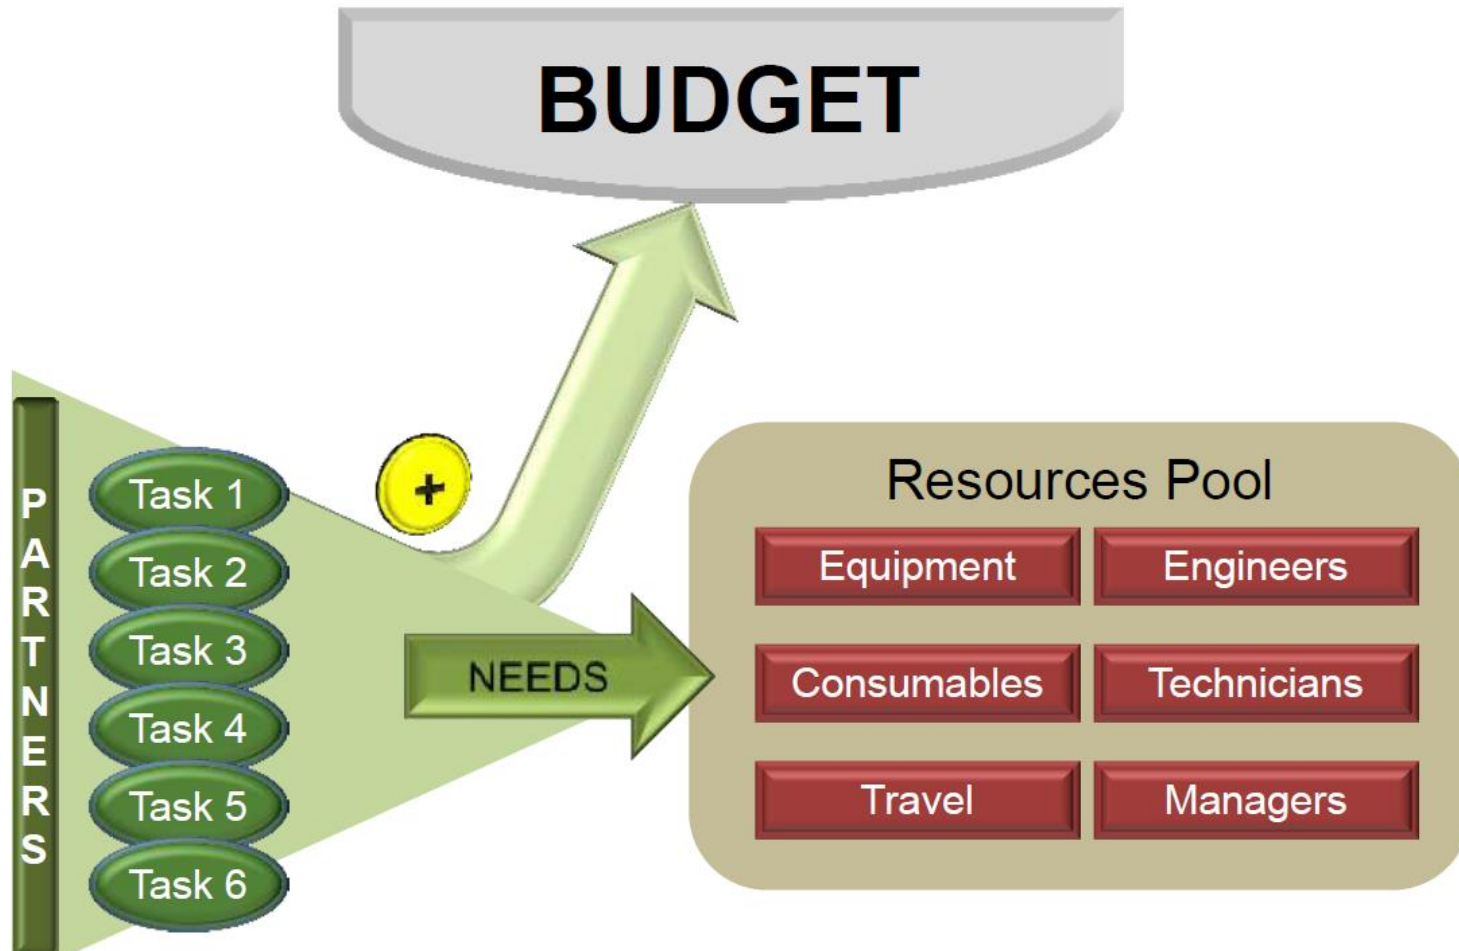 BUDGET
PARTNERS
Task 1
Task 2
Task 3
Task 4
Task 5
Task 6
+
NEEDS
Resources Pool
Equipment
Engineers
Consumables
Technicians
Travel
Managers